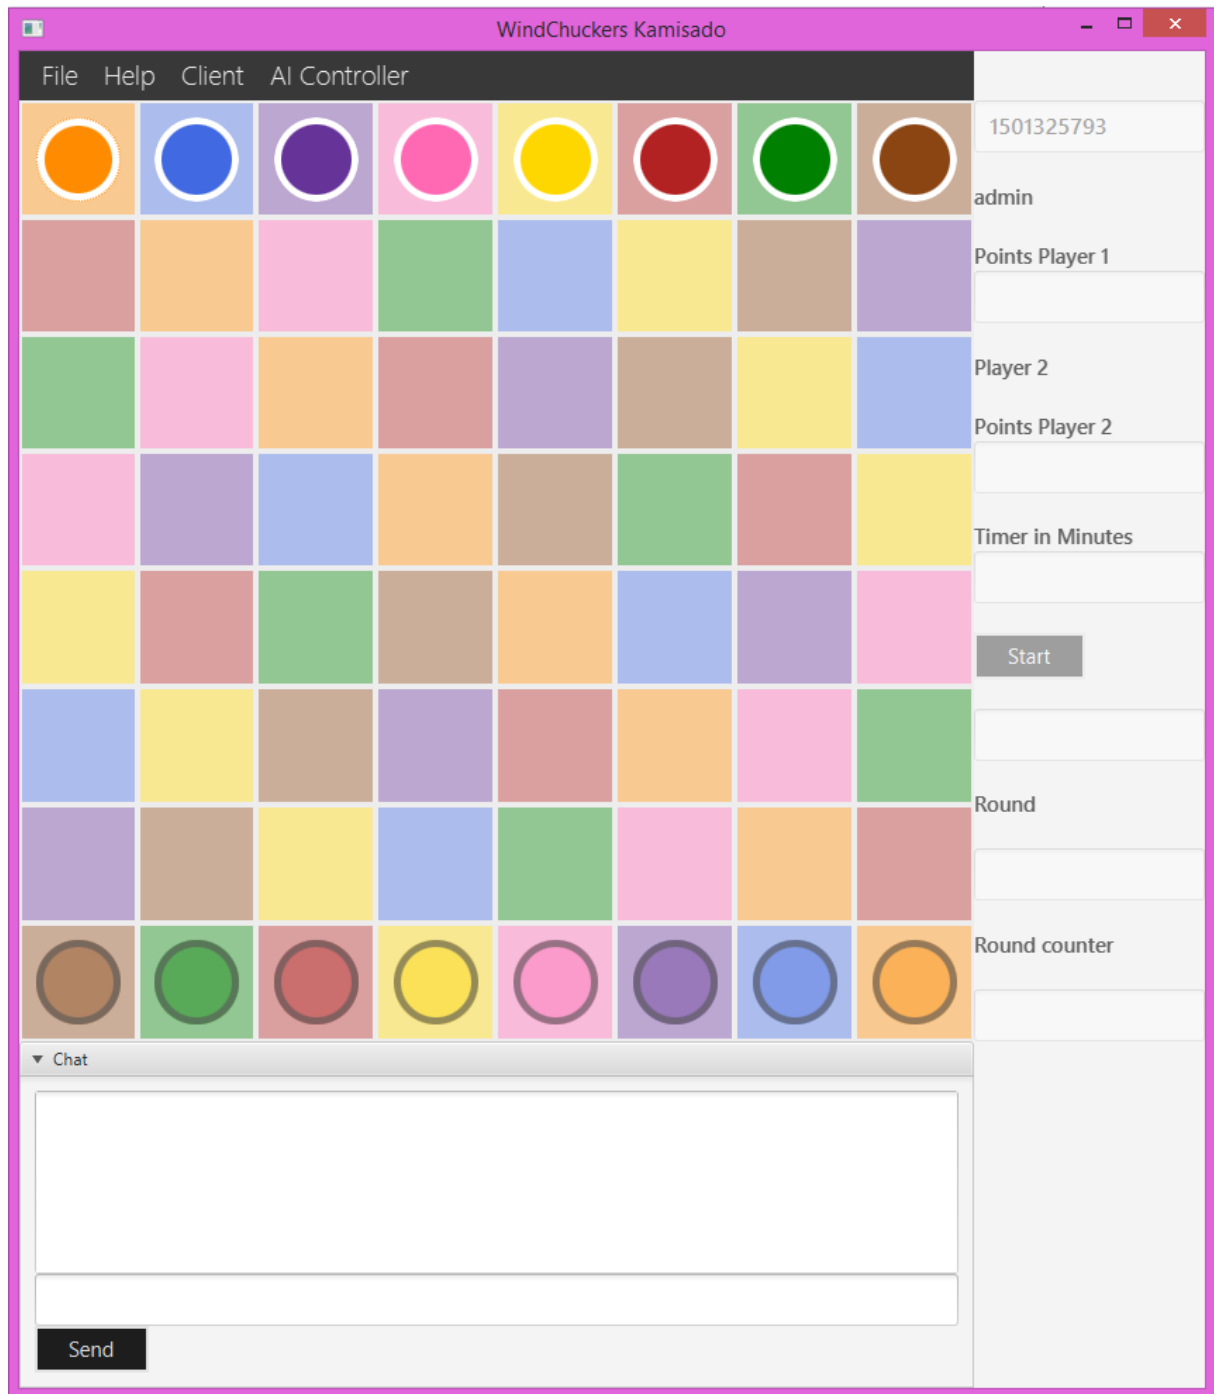 WindChuckers Kamisado
File Help Client AI Controller
1501325793
admin
Points Player 1
Player 2
Points Player 2
Timer in Minutes
Start
Round
Round counter
Chat
Send